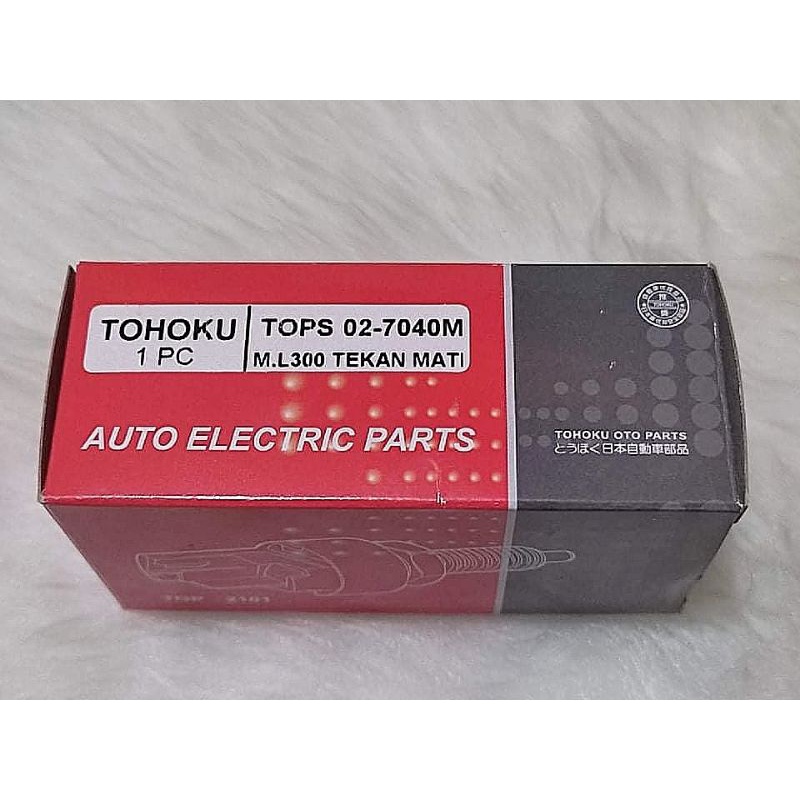 TOHOKU
1 PC
TOPS 02-7040M
M.L300 TEKAN MATI
AUTO ELECTRIC PARTS
TOHOKU OTO PARTS
とうほく日本自動車部品
TOHOKU